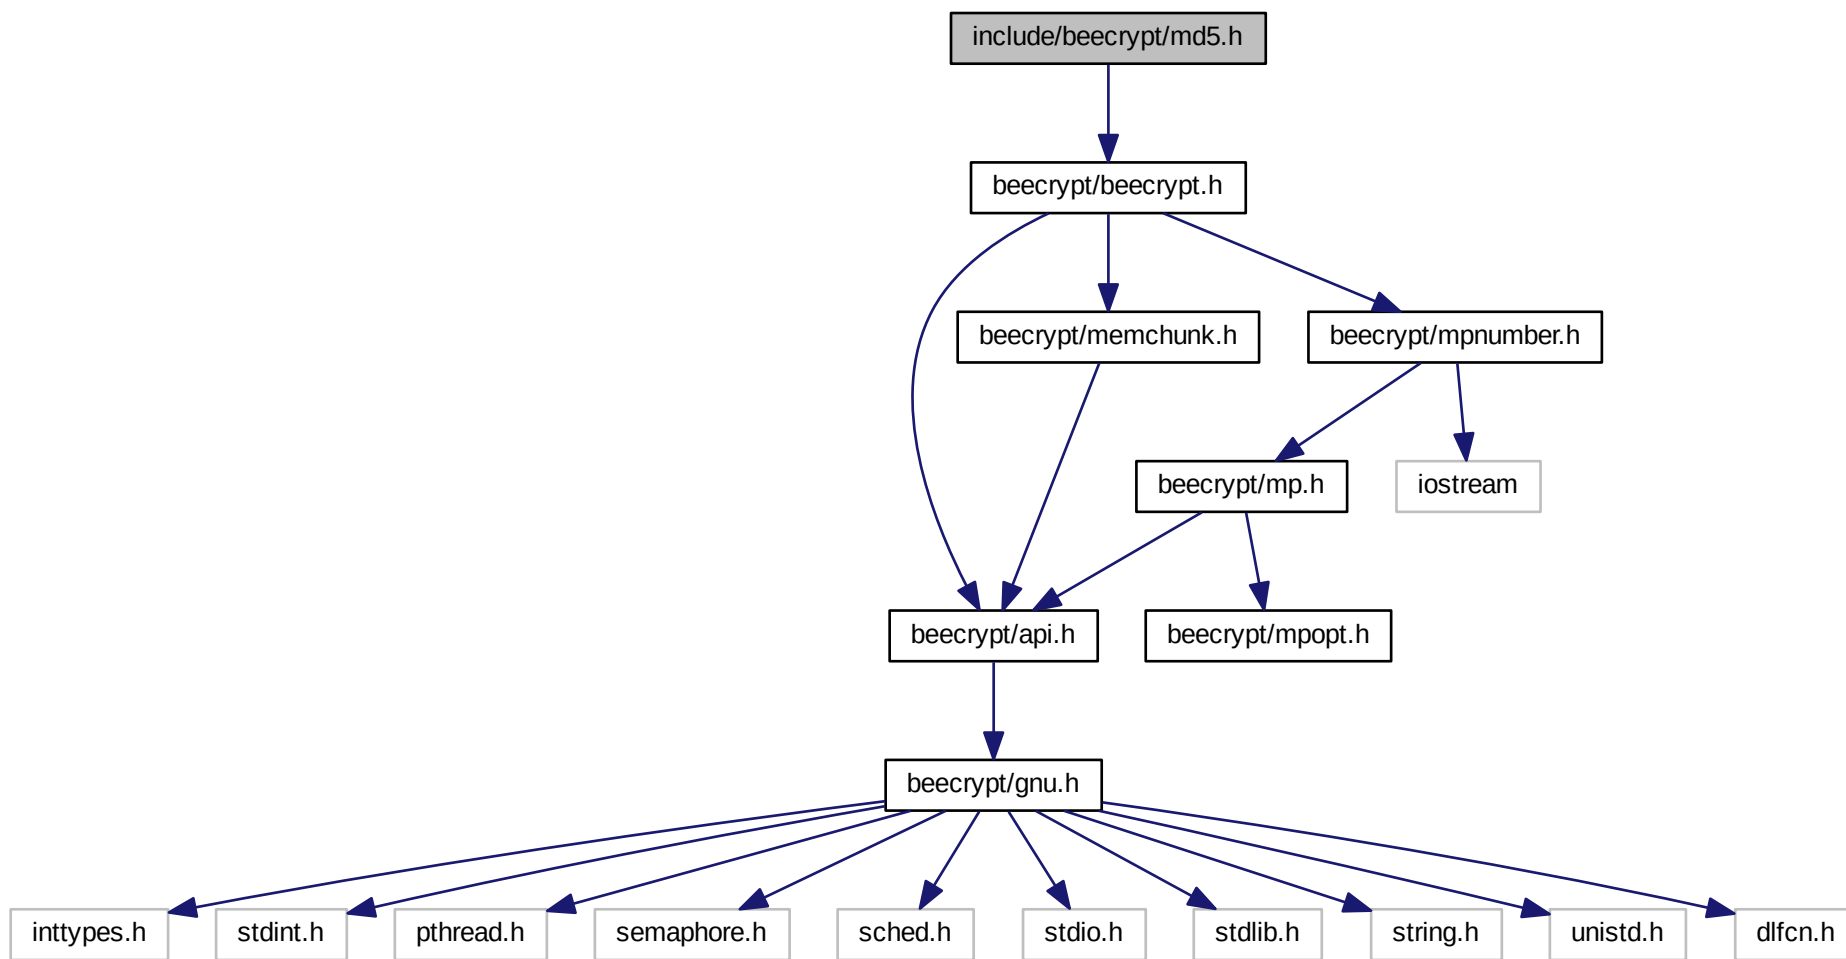 include/beecrypt/md5.h
beecrypt/beecrypt.h
beecrypt/memchunk.h
beecrypt/mpnumber.h
beecrypt/mp.h
iostream
beecrypt/api.h
beecrypt/mpopt.h
beecrypt/gnu.h
inttypes.h
stdint.h
pthread.h
semaphore.h
sched.h
stdio.h
stdlib.h
string.h
unistd.h
dlfcn.h